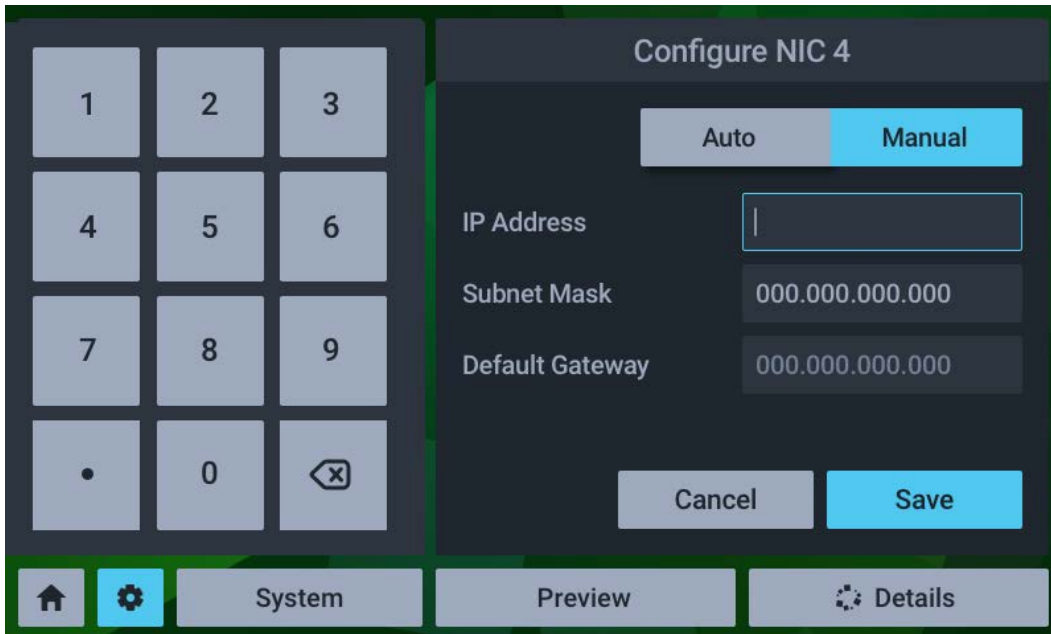 Configure NIC 4
1 2 3
Auto Manual
4 5 6
IP Address
Subnet Mask 000.000.000.000
7 8 9
Default Gateway 000.000.000.000
• 0
Cancel Save
System Preview Details